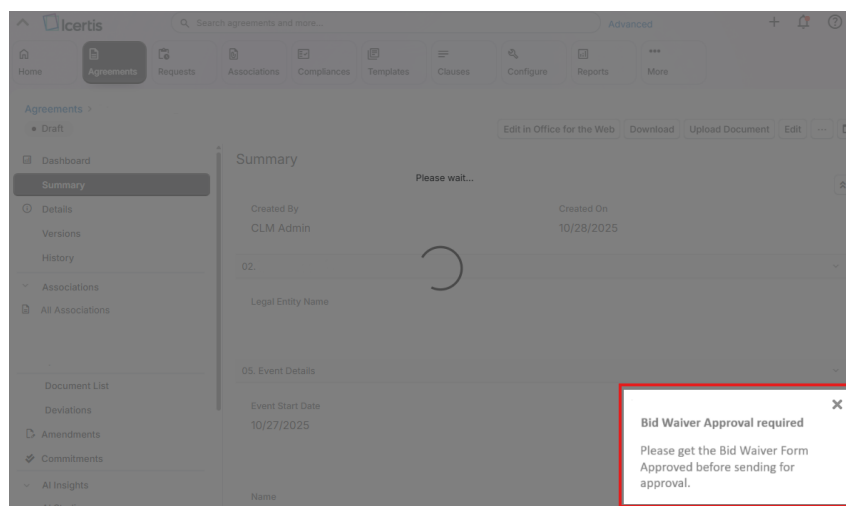 Icertis
Search agreements and more...
Advanced
Home
Agreements
Requests
Associations
Compliances
Templates
Clauses
Configure
Reports
More
Agreements >
Draft
Edit in Office for the Web
Download
Upload Document
Edit
Dashboard
Summary
Details
Versions
History
Associations
All Associations
Document List
Deviations
Amendments
Commitments
AI Insights
Summary
Please wait...
Created By
Created On
CLM Admin
10/28/2025
02.
Legal Entity Name
05. Event Details
Event Start Date
10/27/2025
Name
Bid Waiver Approval required
Please get the Bid Waiver Form
Approved before sending for
approval.